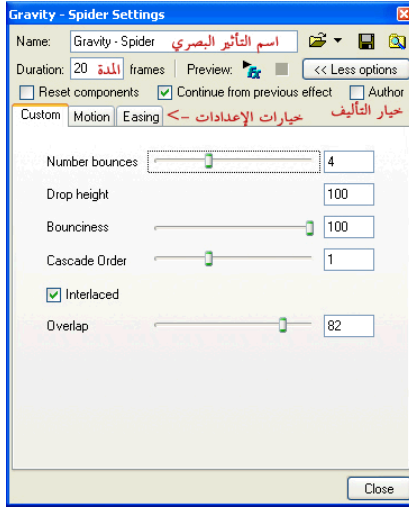 Gravity - Spider Settings
Name: Gravity - Spider اسم التأثير البصري
Duration: 20 المدة frames Preview: fx << Less options
Reset components Continue from previous effect Author
Custom Motion Easing <- خيارات الإعدادات خيار التأليف
Number bounces 4
Drop height 100
Bounciness 100
Cascade Order 1
Interlaced
Overlap 82
Close